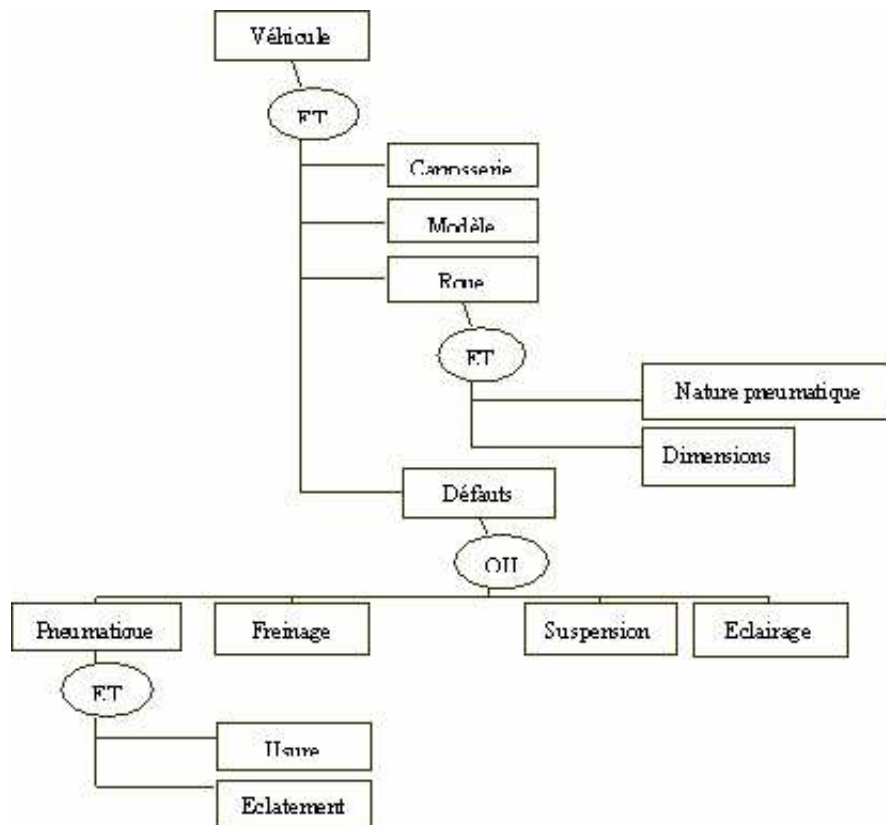 Véhicule
ET
Carrosserie
Modèle
Roue
ET
Nature pneumatique
Dimensions
Défauts
OU
Pneumatique
Freinage
Suspension
Eclairage
ET
Usure
Eclatement